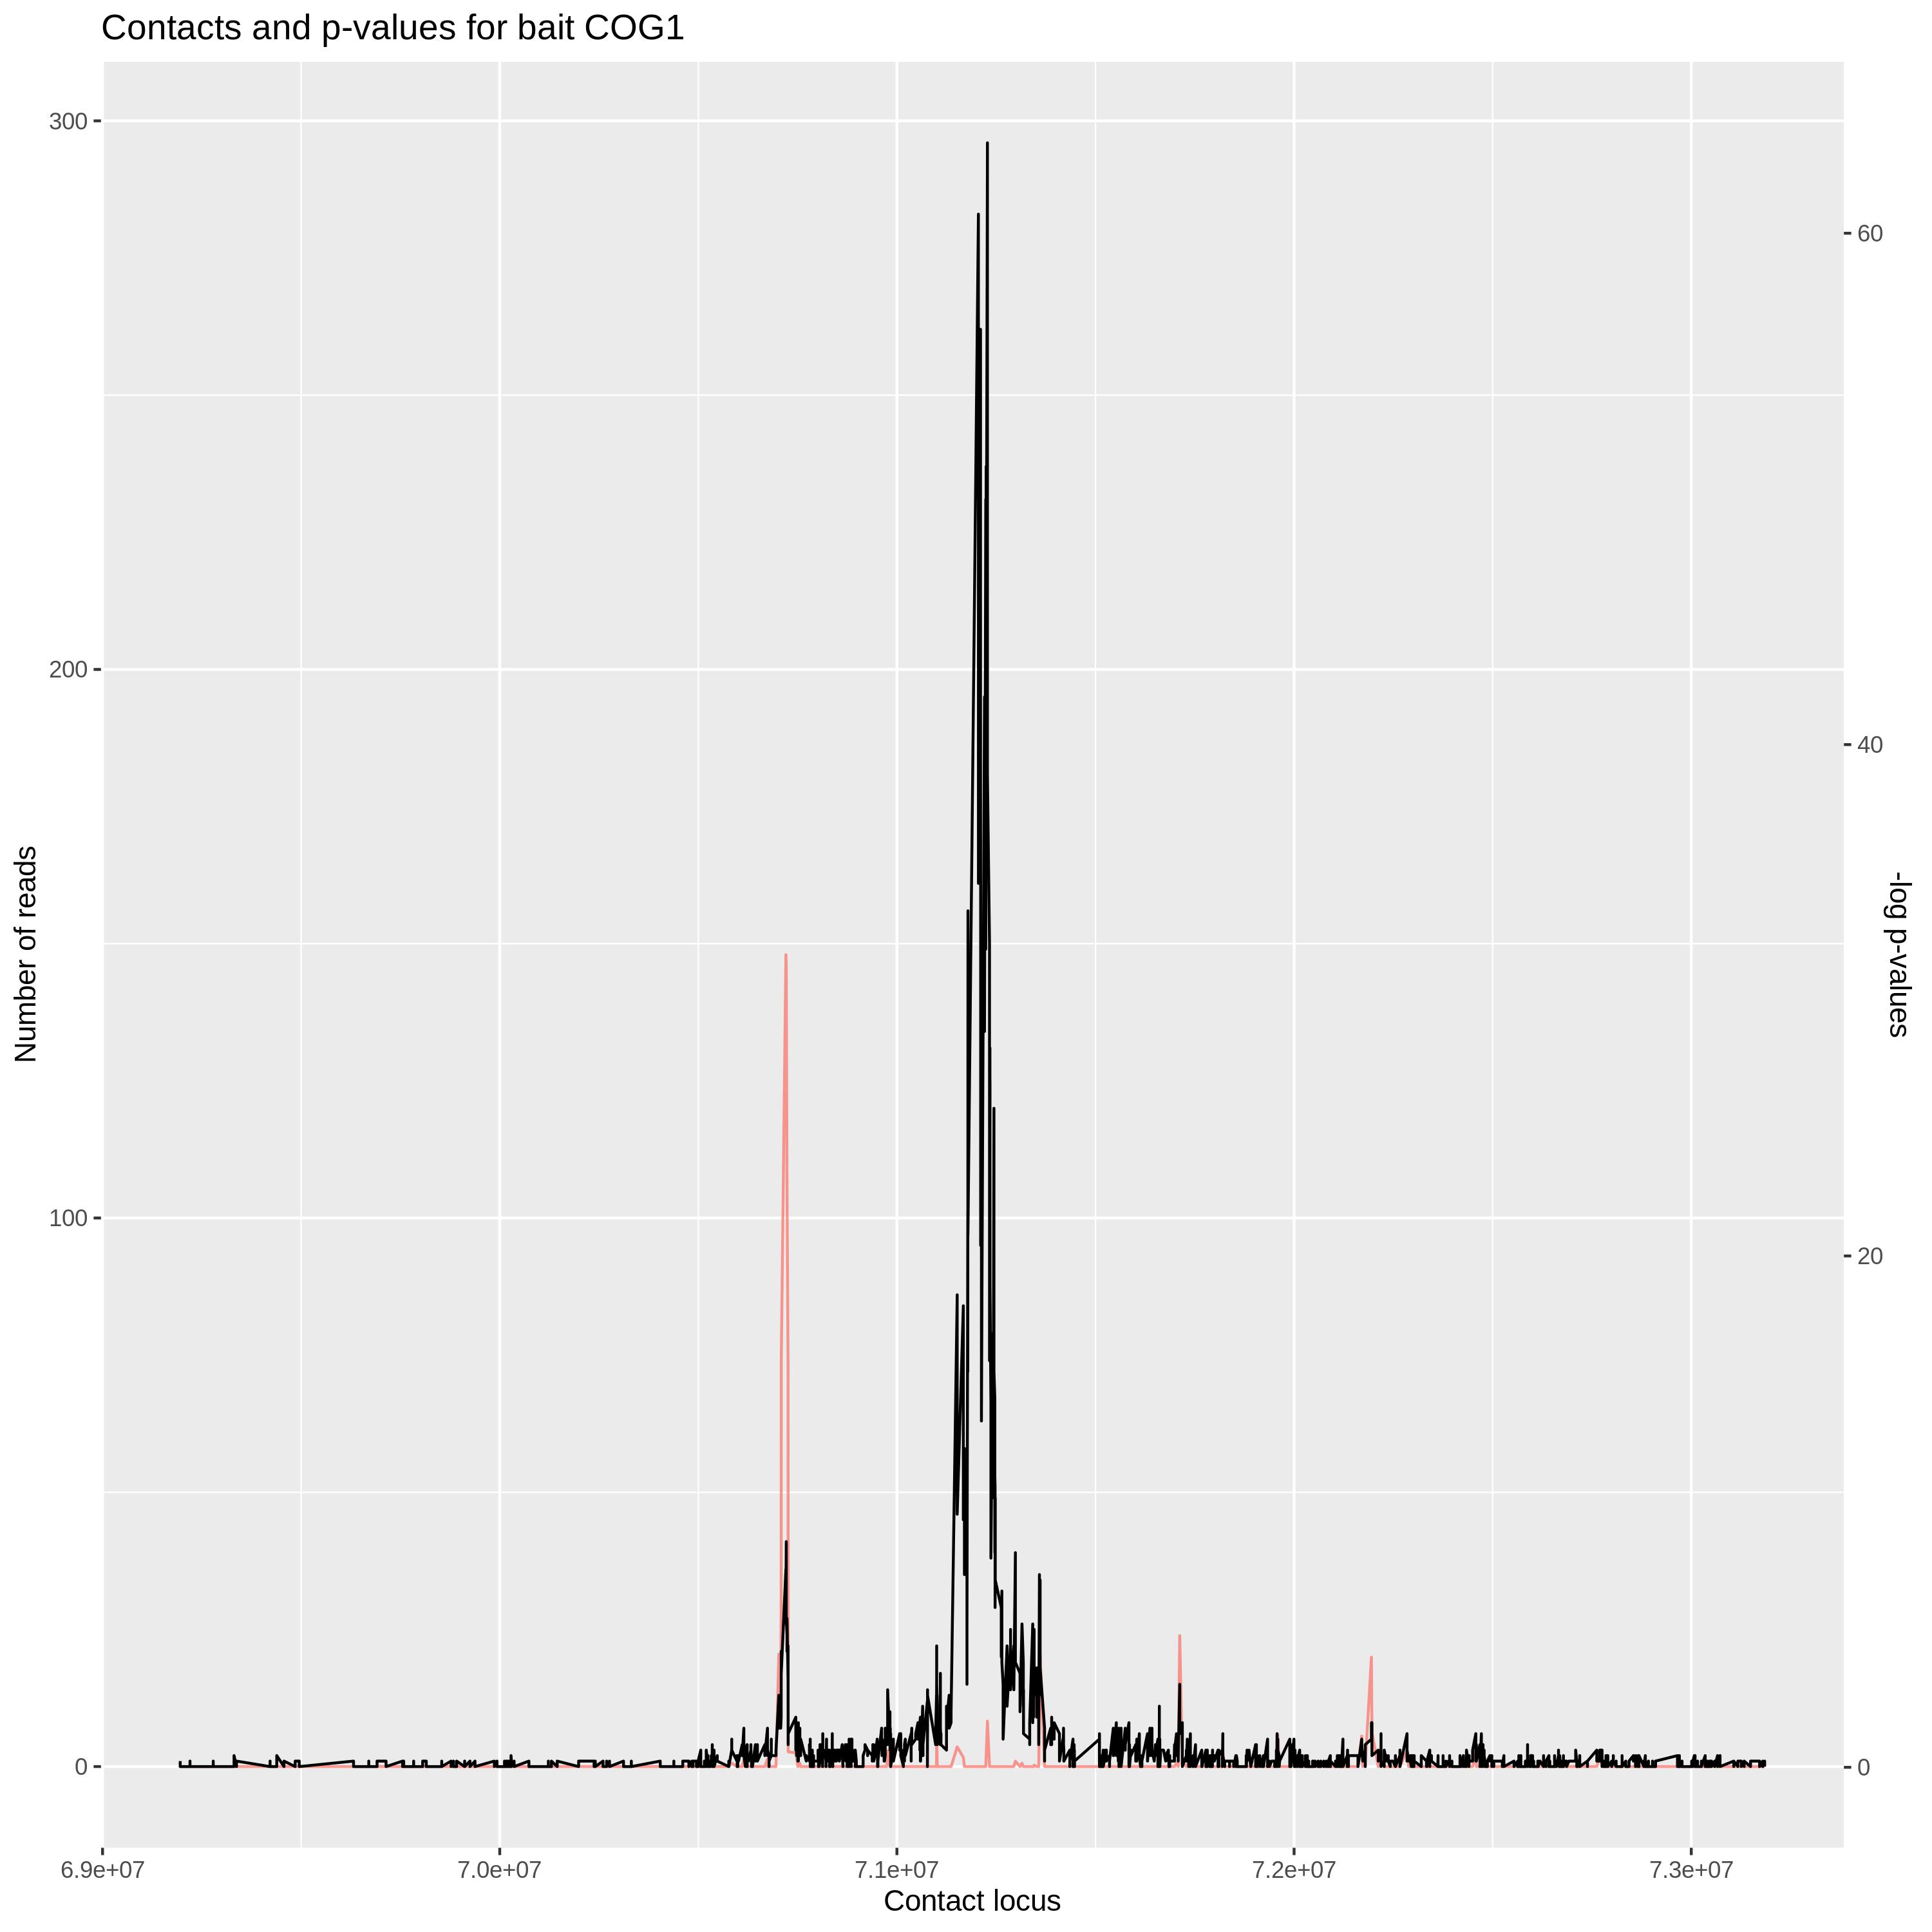 Contacts and p-values for bait COG1
300
200
100
0
Number of reads
60
40
20
0
-log p-values
6.9e+07
7.0e+07
7.1e+07
7.2e+07
7.3e+07
Contact locus